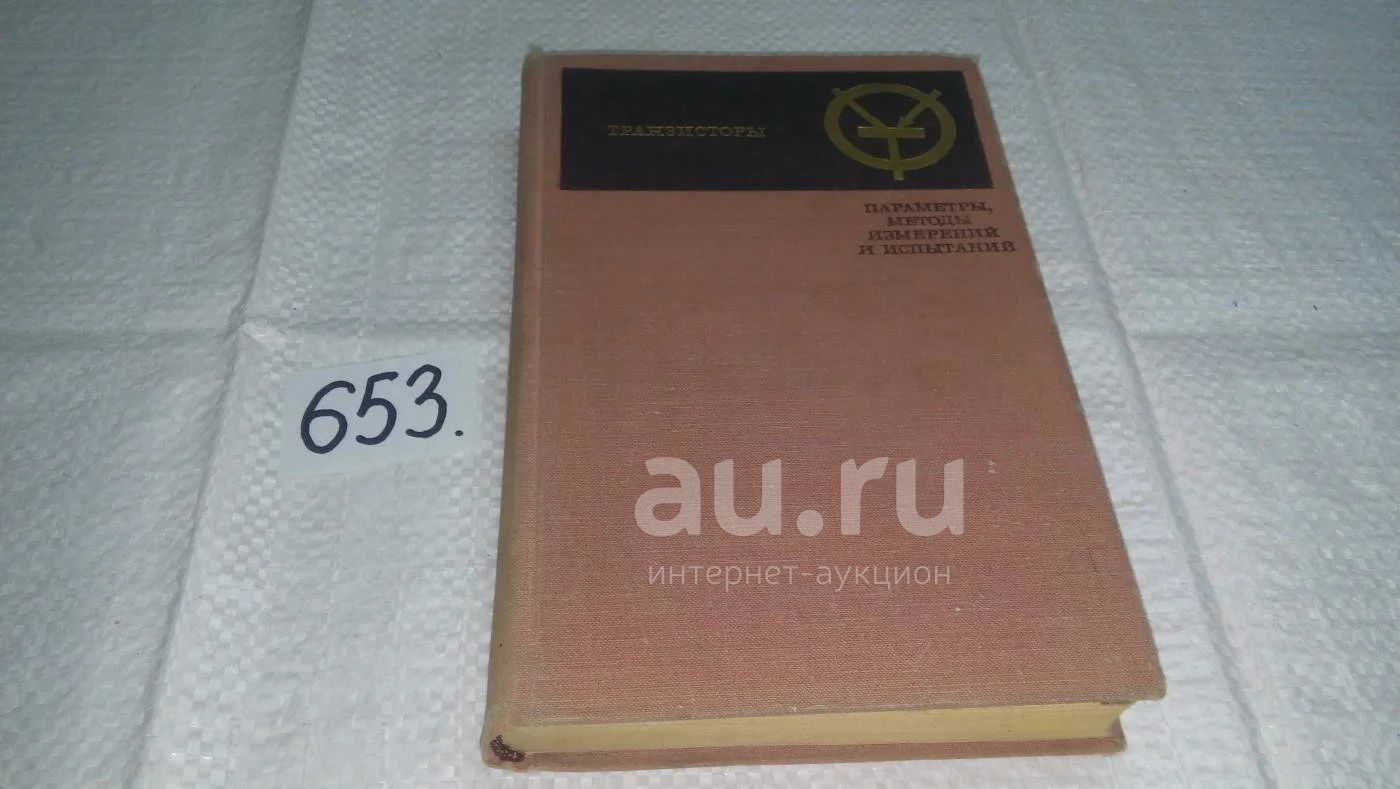 ТРАНЗИСТОРЫ
ПАРАМЕТРЫ,
МЕТОДЫ
ИЗМЕРЕНИЙ
И ИСПЫТАНИЙ
653.
au.ru
интернет-аукцион